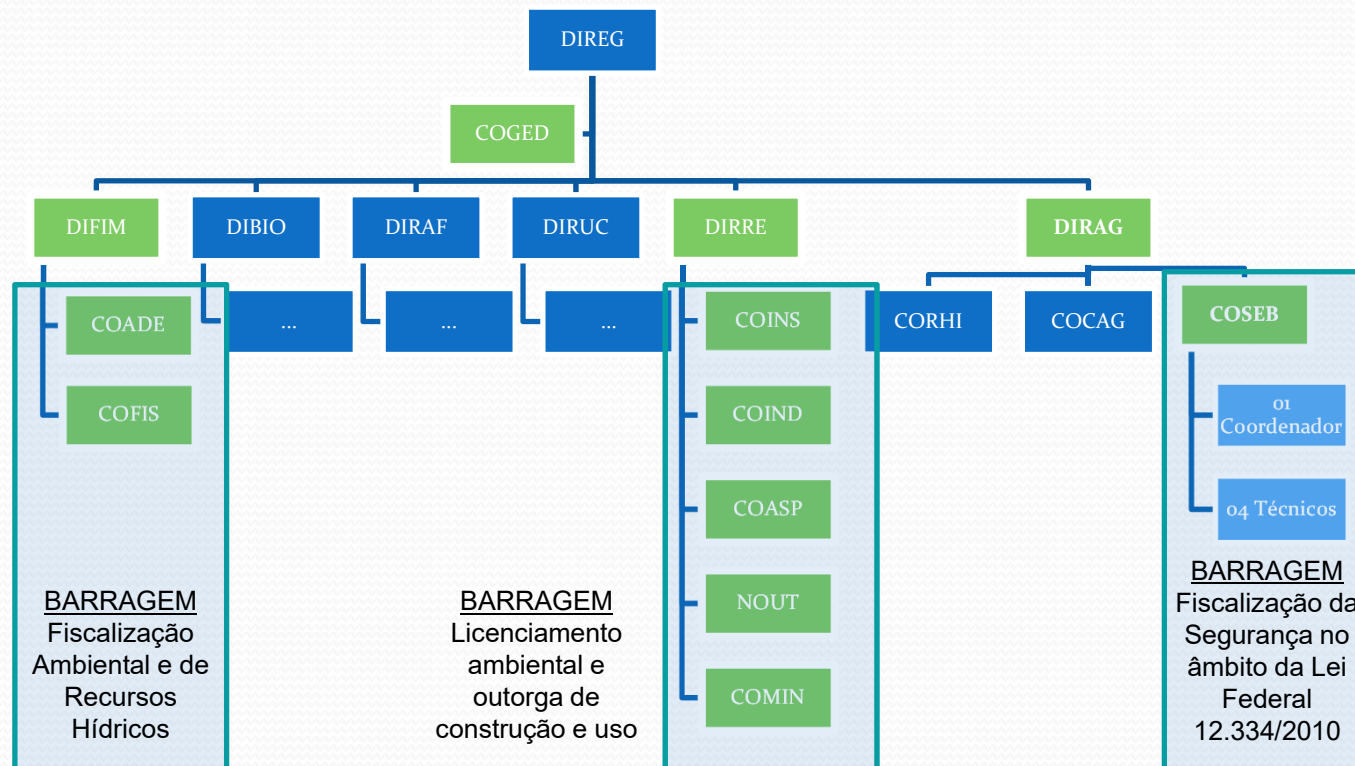 DIREG
COGED
DIFIM
DIBIO
DIRAF
DIRUC
DIRRE
DIRAG
COADE
COFIS
...
...
...
COINS
COIND
COASP
NOUT
COMIN
CORHI
COCAG
COSEB
01
Coordenador
04 Técnicos
BARRAGEM
Fiscalização
Ambiental e de
Recursos
Hídricos
BARRAGEM
Licenciamento
ambiental e
outorga de
construção e uso
BARRAGEM
Fiscalização da
Segurança no
âmbito da Lei
Federal
12.334/2010